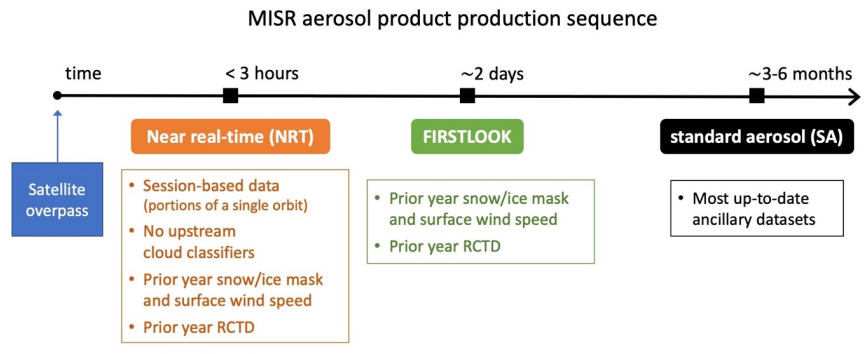 MISR aerosol product production sequence
time
< 3 hours
~2 days
~3-6 months
Near real-time (NRT)
FIRSTLOOK
standard aerosol (SA)
Satellite
overpass
• Session-based data
(portions of a single orbit)
• No upstream
cloud classifiers
• Prior year snow/ice mask
and surface wind speed
• Prior year RCTD
• Prior year snow/ice mask
and surface wind speed
• Prior year RCTD
• Most up-to-date
ancillary datasets